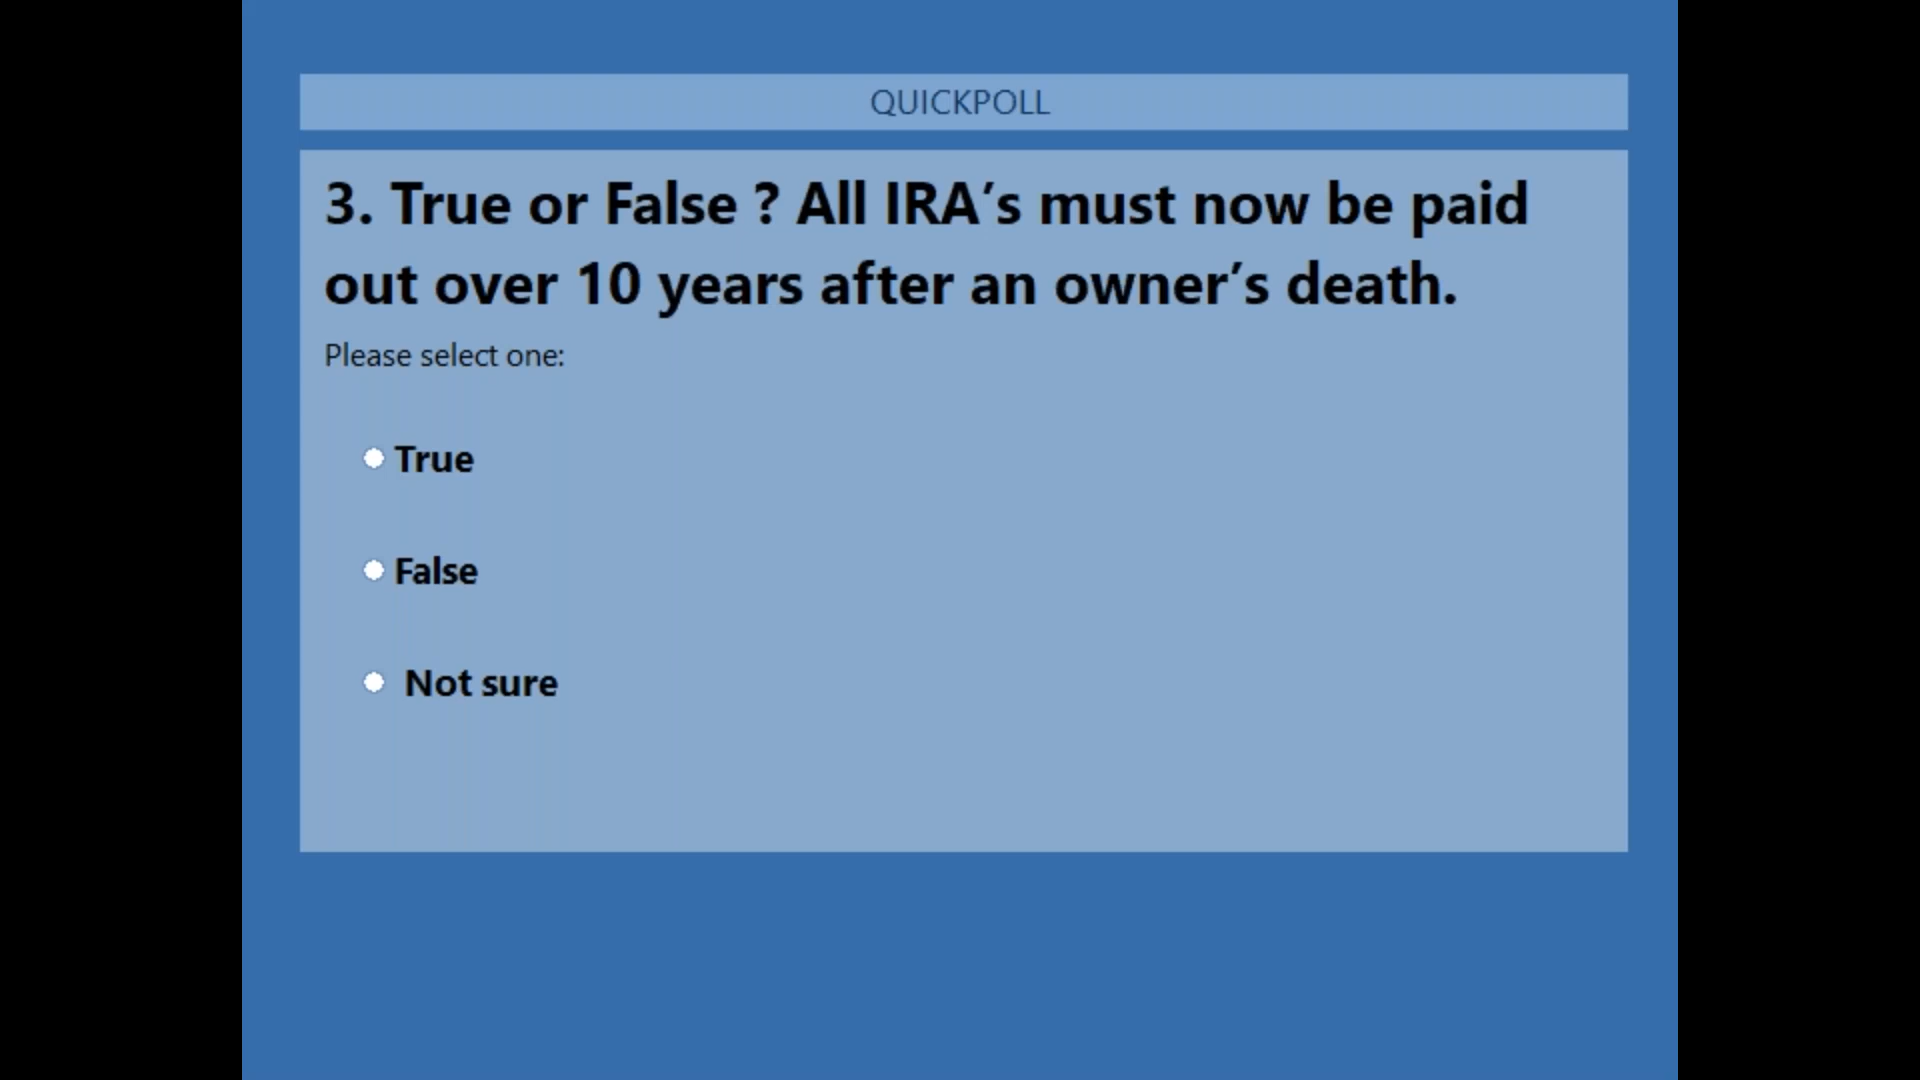 QUICKPOLL
3. True or False ? All IRA’s must now be paid
out over 10 years after an owner’s death.
Please select one:
True
False
Not sure